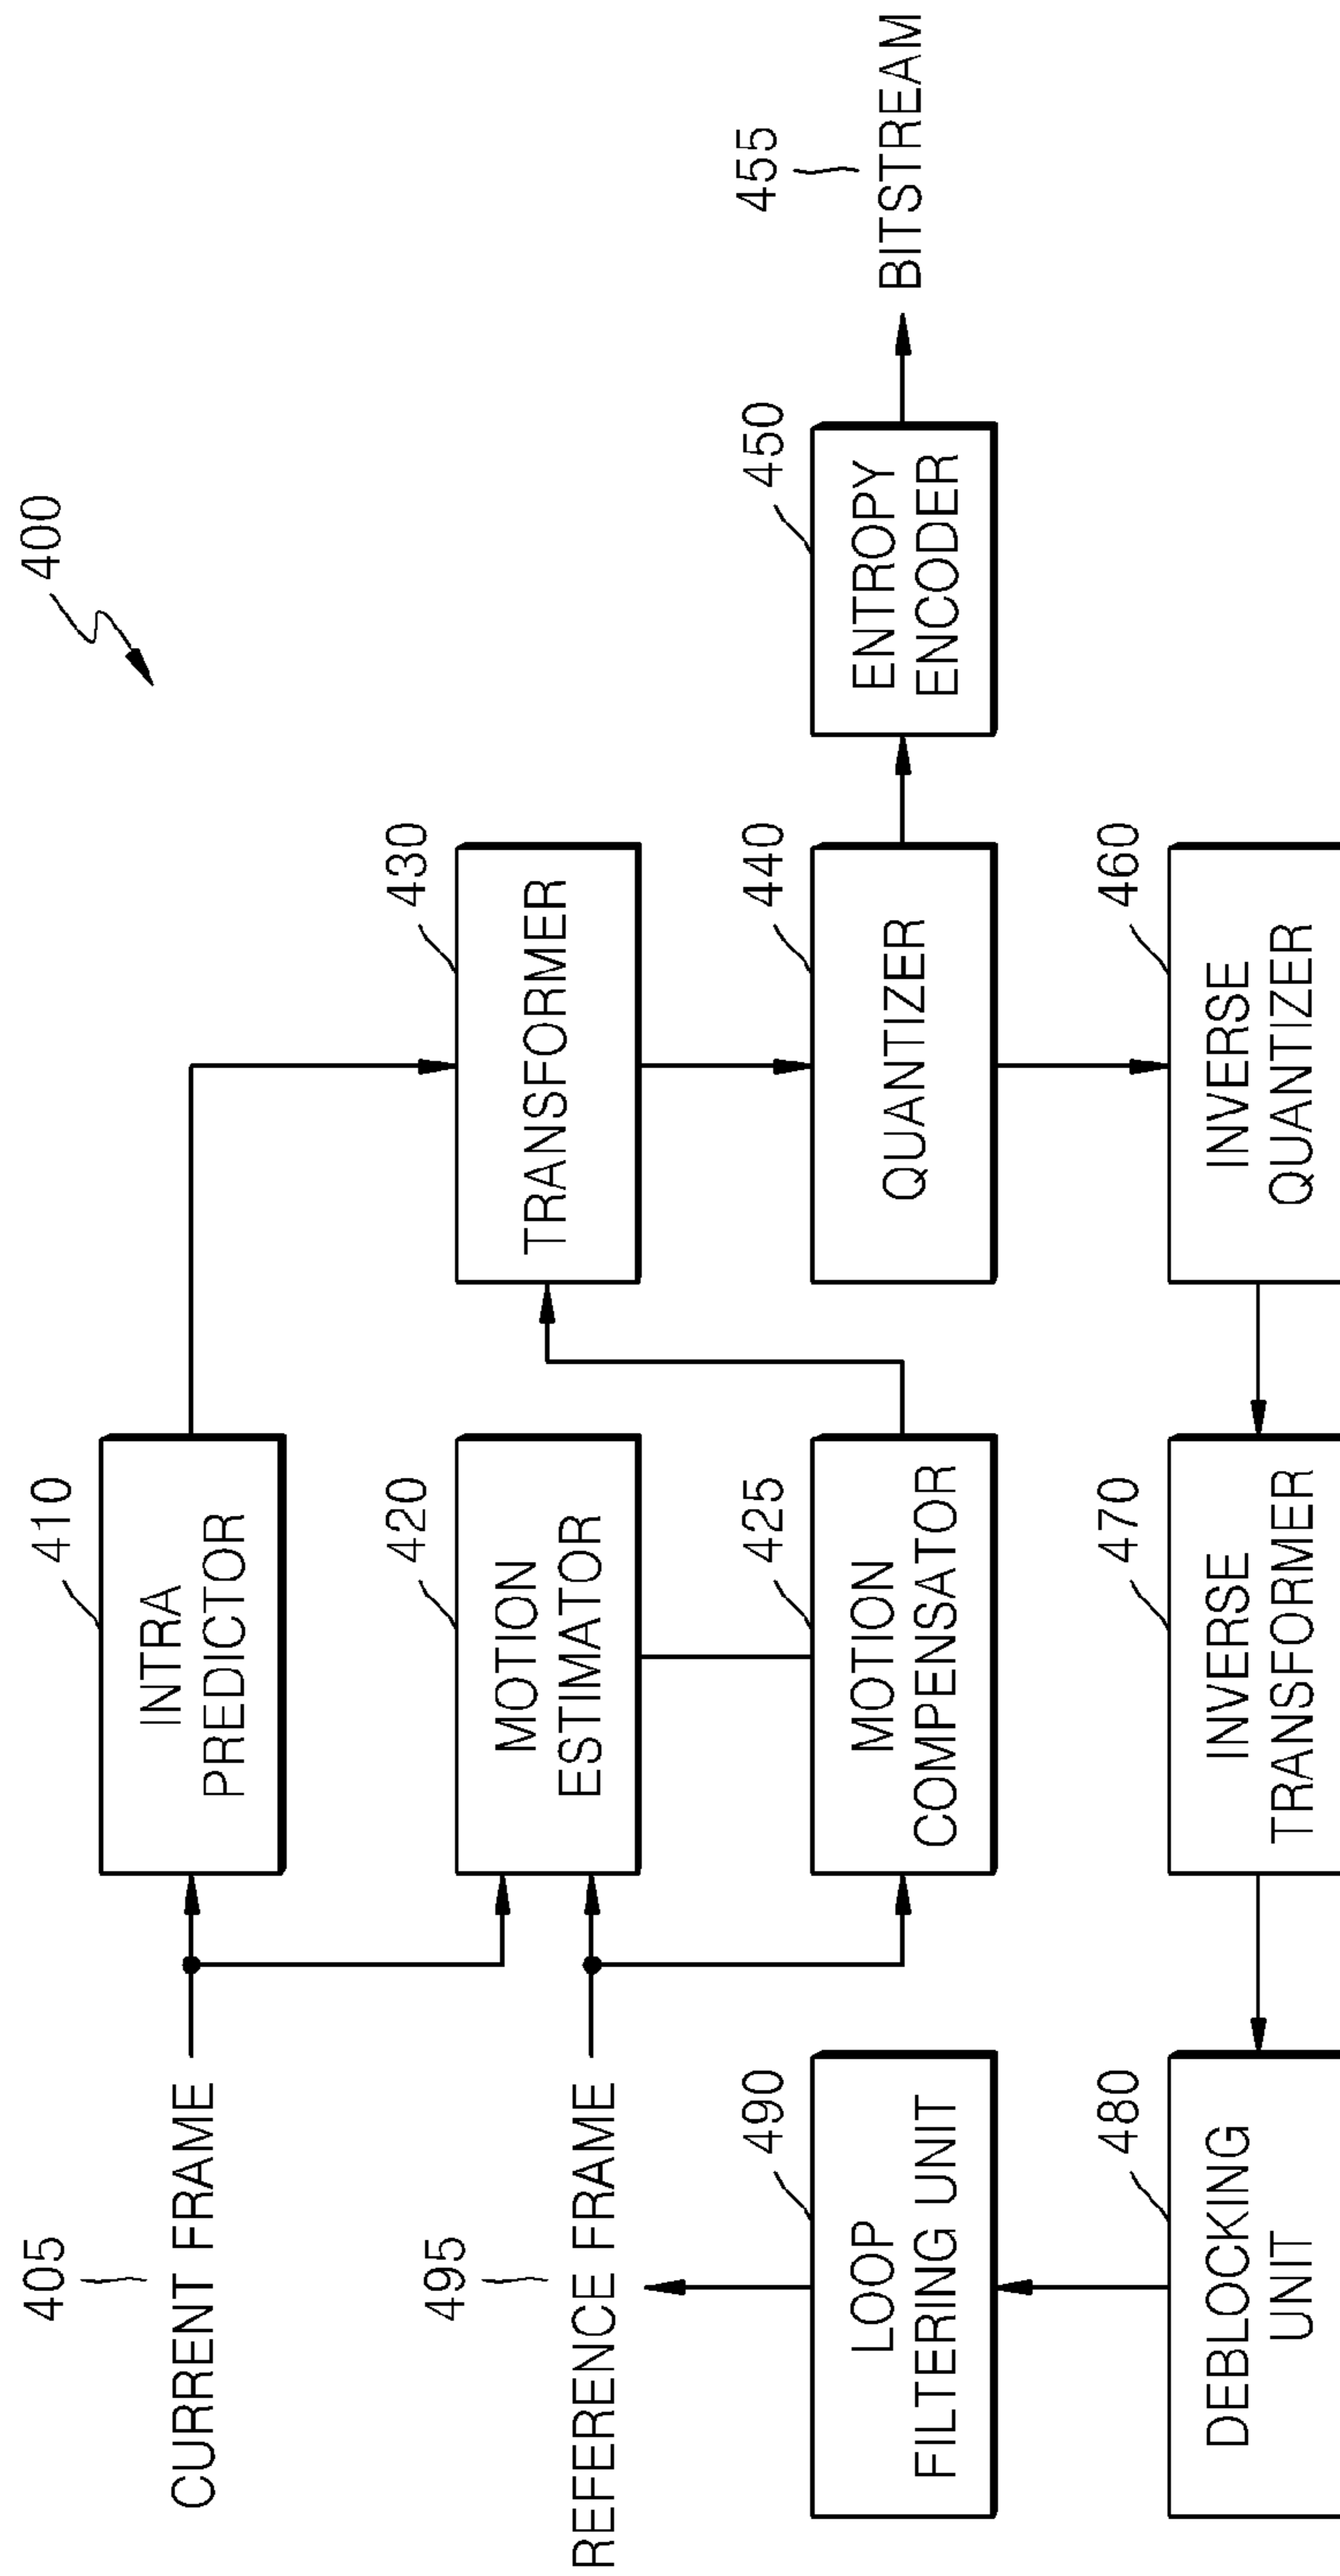 400
405
CURRENT FRAME
410
INTRA
PREDICTOR
495
REFERENCE FRAME
420
MOTION
ESTIMATOR
430
TRANSFORMER
490
LOOP
FILTERING UNIT
425
MOTION
COMPENSATOR
440
QUANTIZER
450
ENTROPY
ENCODER
455
BITSTREAM
480
DEBLOCKING
UNIT
470
INVERSE
TRANSFORMER
460
INVERSE
QUANTIZER